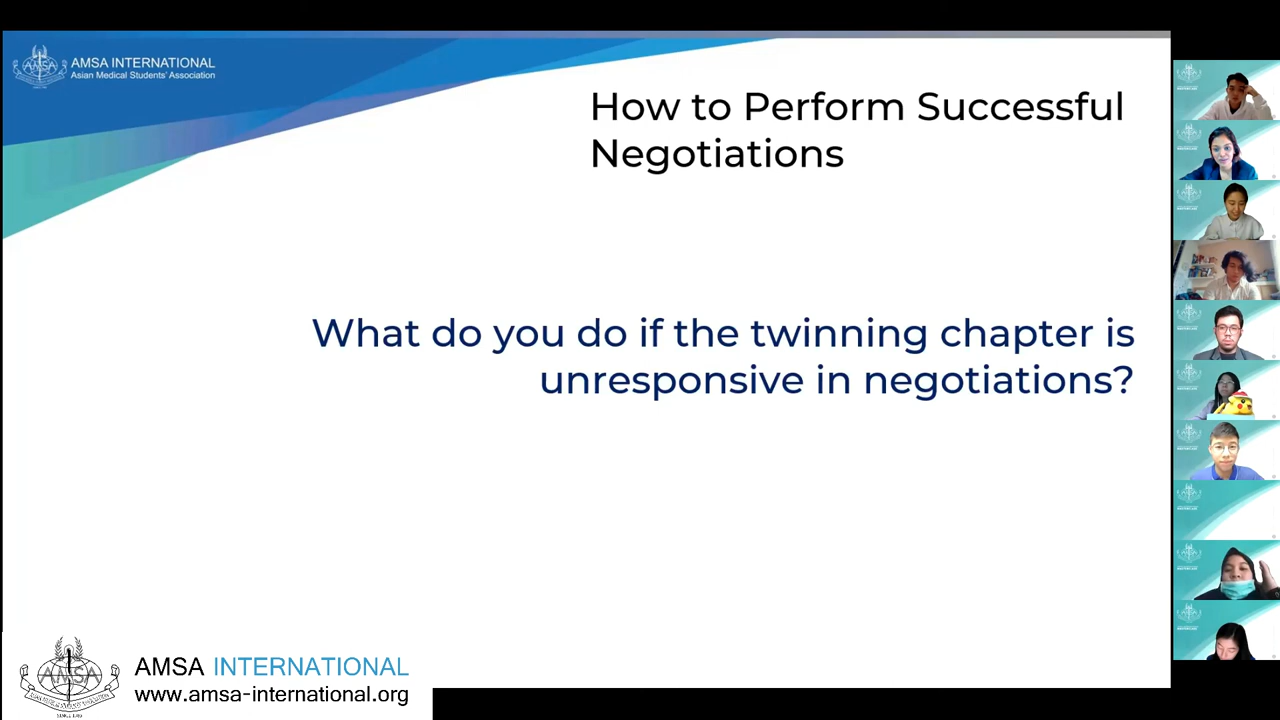 AMSA INTERNATIONAL
Asian Medical Students' Association
How to Perform Successful
Negotiations
What do you do if the twinning chapter is
unresponsive in negotiations?
AMSA
AMSA INTERNATIONAL
www.amsa-international.org